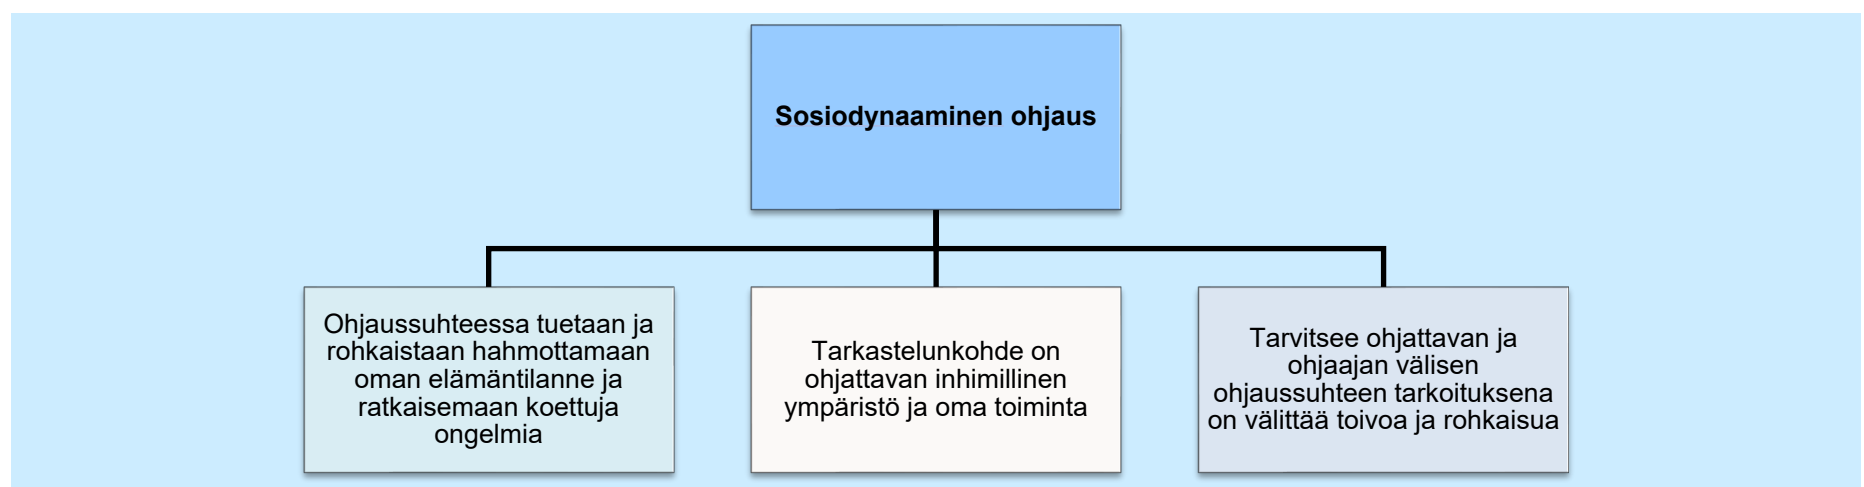 Sosiodynaaminen ohjaus
Ohjaussuhteessa tuetaan ja
rohkaistaan hahmottamaan
oman elämäntilanne ja
ratkaisemaan koettuja
ongelmia
Tarkastelunkohde on
ohjattavan inhimillinen
ympäristö ja oma toiminta
Tarvitsee ohjattavan ja
ohjaajan välisen
ohjaussuhteen tarkoituksena
on välittää toivoa ja rohkaisua